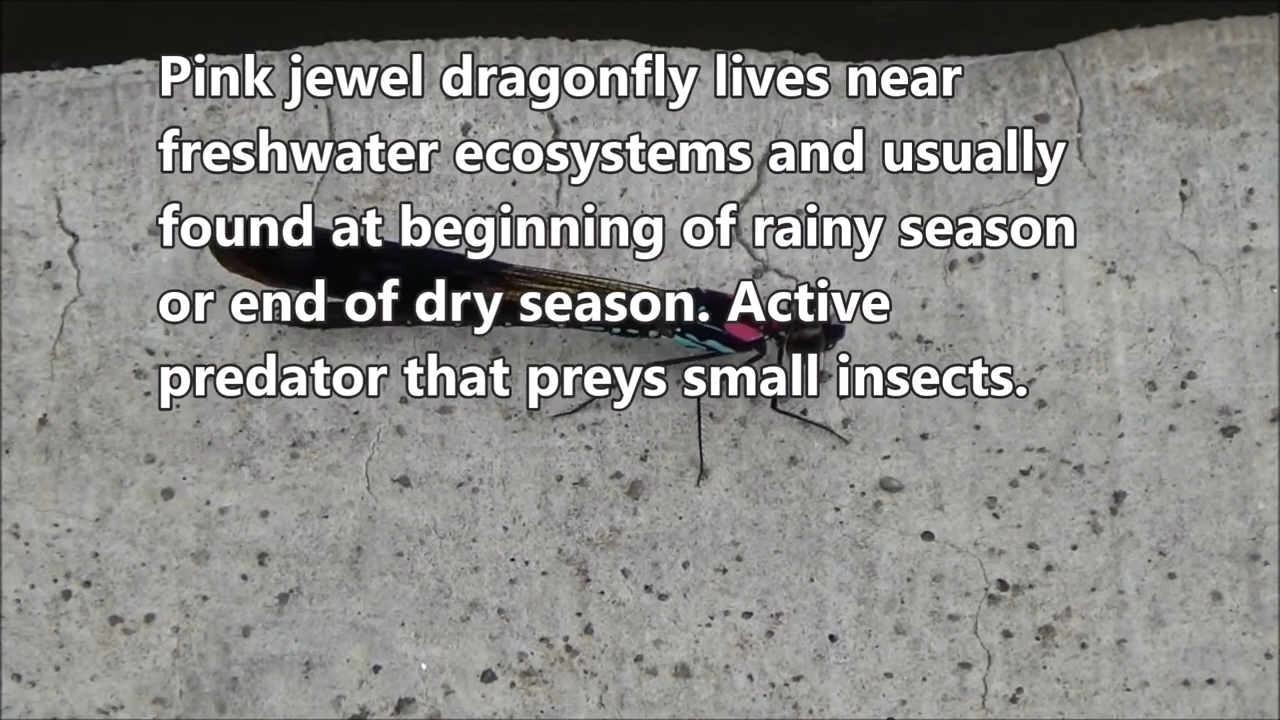 Pink jewel dragonfly lives near
freshwater ecosystems and usually
found at beginning of rainy season
or end of dry season. Active
predator that preys small insects.